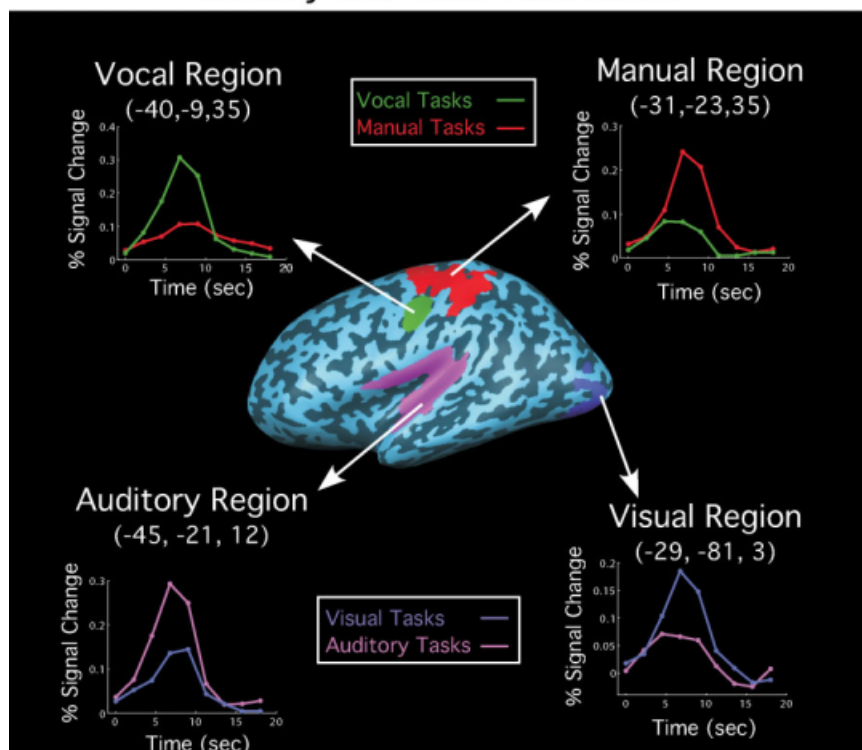 Vocal Region
(-40,-9,35)
Vocal Tasks
Manual Tasks
Manual Region
(-31,-23,35)
% Signal Change
0.4
0.3
0.2
0.1
0
0
5
10
15
20
Time (sec)
% Signal Change
0.3
0.2
0.1
0
0
5
10
15
20
Time (sec)
Auditory Region
(-45, -21, 12)
Visual Region
(-29, -81, 3)
% Signal Change
0.3
0.2
0.1
0
0
5
10
15
20
Time (sec)
Visual Tasks
Auditory Tasks
% Signal Change
0.2
0.15
0.1
0.05
0
0
5
10
15
20
Time (sec)